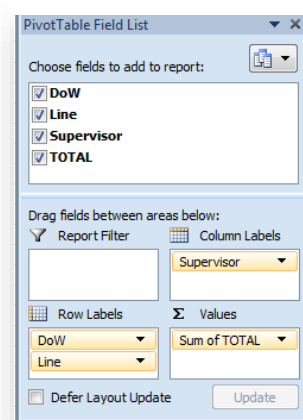 PivotTable Field List
Choose fields to add to report:
DoW
Line
Supervisor
TOTAL
Drag fields between areas below:
Report Filter
Column Labels
Supervisor
Row Labels
Σ Values
DoW
Sum of TOTAL
Line
Defer Layout Update
Update